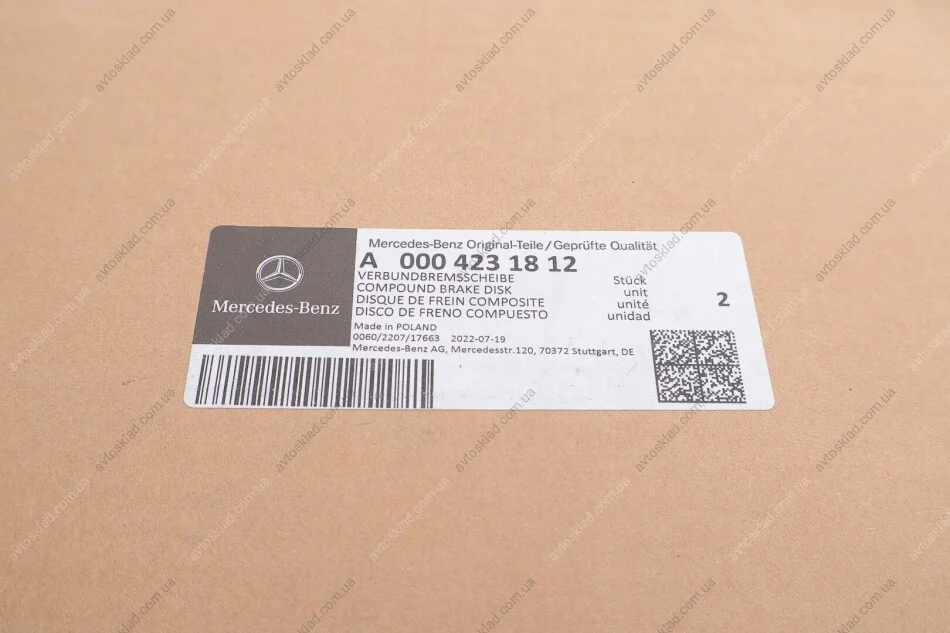 Mercedes-Benz Original-Teile/Geprüfte Qualität
A 000 423 18 12
VERBUNDBREMSSCHEIBE
COMPOUND BRAKE DISK
DISQUE DE FREIN COMPOSITE
DISCO DE FRENO COMPUESTO
Stück
unit
unité
unidad
2
Made in POLAND
0060/2207/17663 2022-07-19
Mercedes-Benz AG, Mercedesstr.120, 70372 Stuttgart, DE
Mercedes-Benz
avtosklad.com.ua